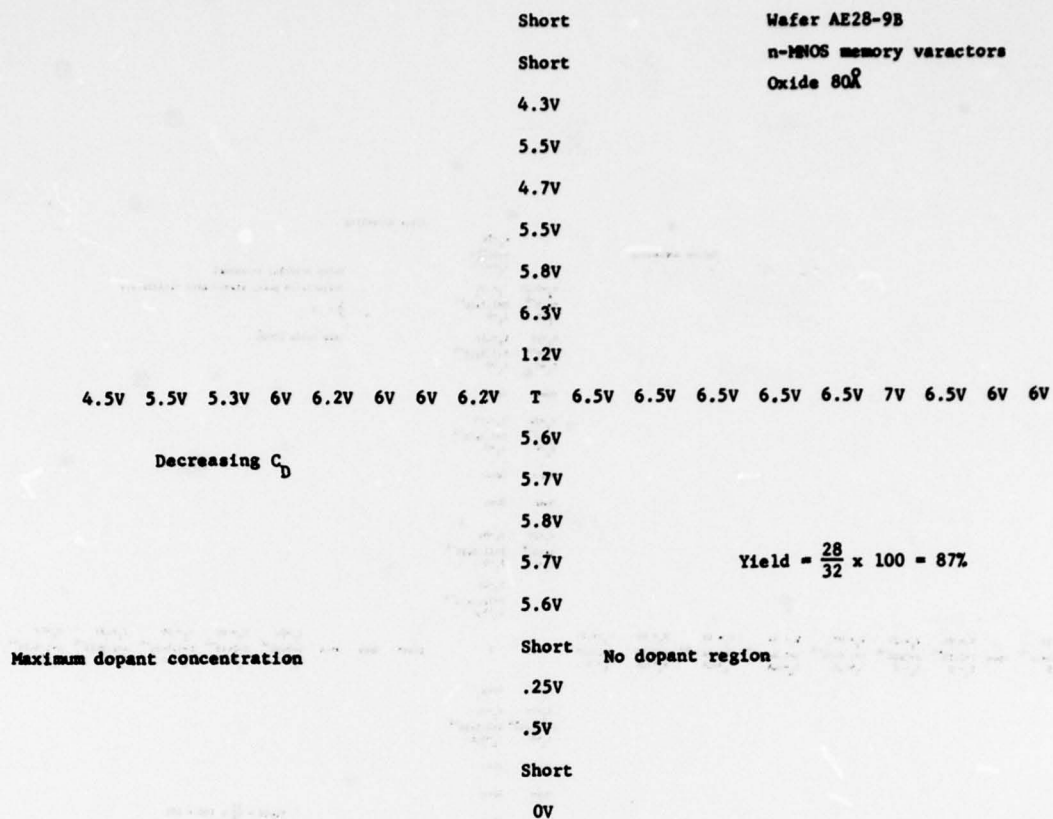 Short
Wafer AE28-9B
Short
n-MNOS memory varactors
4.3V
Oxide 80Å
5.5V
4.7V
5.5V
5.8V
6.3V
1.2V
4.5V 5.5V 5.3V 6V 6.2V 6V 6V 6.2V T 6.5V 6.5V 6.5V 6.5V 6.5V 7V 6.5V 6V 6V
5.6V
Decreasing C_D
5.7V
5.8V
5.7V
Yield = 28/32 x 100 = 87%
5.6V
Short
Maximum dopant concentration
No dopant region
.25V
.5V
Short
0V